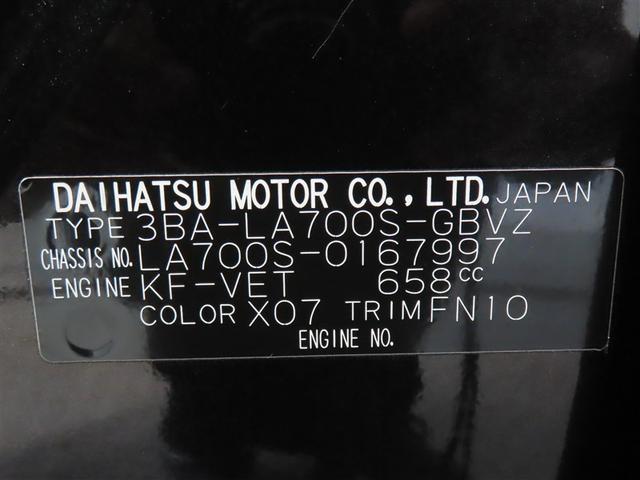 DAIHATSU MOTOR CO.,LTD. JAPAN
TYPE 3BA-LA700S-GBVZ
CHASSIS NO. LA700S-0167997
ENGINE KF-VET 658cc
COLOR X07 TRIM FN10
ENGINE NO.